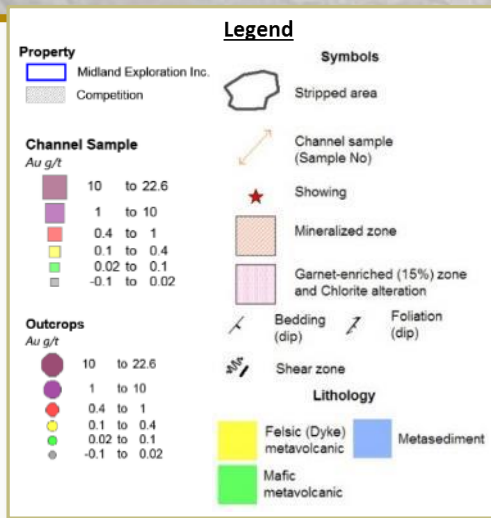 Legend
Property
Midland Exploration Inc.
Competition
Channel Sample
Au g/t
10 to 22.6
1 to 10
0.4 to 1
0.1 to 0.4
0.02 to 0.1
-0.1 to 0.02
Outcrops
Au g/t
10 to 22.6
1 to 10
0.4 to 1
0.1 to 0.4
0.02 to 0.1
-0.1 to 0.02
Symbols
Stripped area
Channel sample
(Sample No)
Showing
Mineralized zone
Garnet-enriched (15%) zone
and Chlorite alteration
Bedding
(dip)
Foliation
(dip)
Shear zone
Lithology
Felsic (Dyke)
metavolcanic
Metasediment
Mafic
metavolcanic